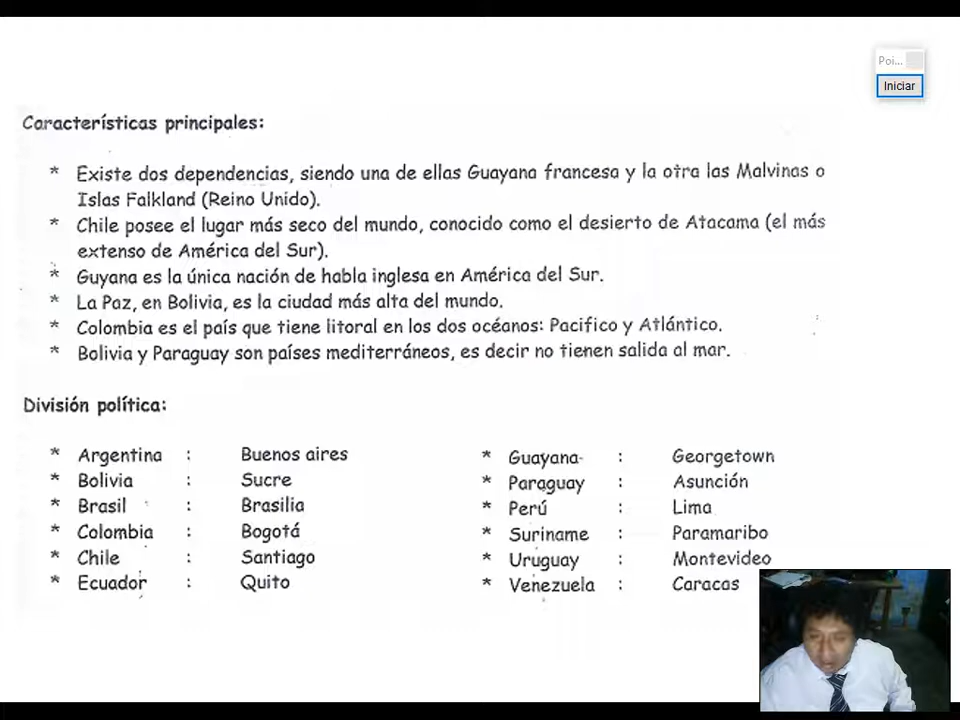 Poi...
Iniciar
Características principales:
* Existe dos dependencias, siendo una de ellas Guayana francesa y la otra las Malvinas o
Islas Falkland (Reino Unido).
* Chile posee el lugar más seco del mundo, conocido como el desierto de Atacama (el más
extenso de América del Sur).
* Guyana es la única nación de habla inglesa en América del Sur.
* La Paz, en Bolivia, es la ciudad más alta del mundo.
* Colombia es el país que tiene litoral en los dos océanos: Pacifico y Atlántico.
* Bolivia y Paraguay son países mediterráneos, es decir no tienen salida al mar.
División política:
* Argentina : Buenos aires
* Bolivia : Sucre
* Brasil : Brasilia
* Colombia : Bogotá
* Chile : Santiago
* Ecuador : Quito
* Guayana : Georgetown
* Paraguay : Asunción
* Perú : Lima
* Suriname : Paramaribo
* Uruguay : Montevideo
* Venezuela : Caracas